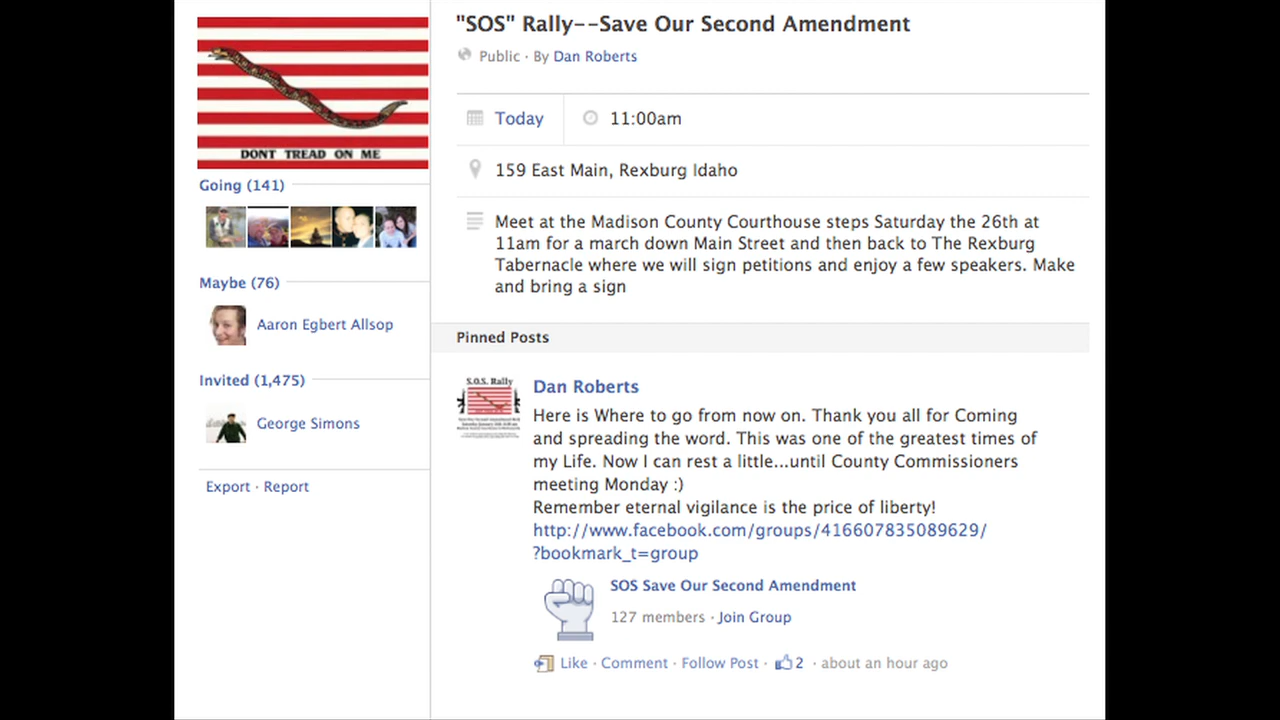 DONT TREAD ON ME
Going (141)
Maybe (76)
Aaron Egbert Allsop
Invited (1,475)
George Simons
Export · Report
"SOS" Rally--Save Our Second Amendment
Public · By Dan Roberts
Today
11:00am
159 East Main, Rexburg Idaho
Meet at the Madison County Courthouse steps Saturday the 26th at
11am for a march down Main Street and then back to The Rexburg
Tabernacle where we will sign petitions and enjoy a few speakers. Make
and bring a sign
Pinned Posts
S.O.S. Rally
Dan Roberts
Here is Where to go from now on. Thank you all for Coming
and spreading the word. This was one of the greatest times of
my Life. Now I can rest a little...until County Commissioners
meeting Monday :)
Remember eternal vigilance is the price of liberty!
http://www.facebook.com/groups/416607835089629/
?bookmark_t=group
SOS Save Our Second Amendment
127 members · Join Group
Like · Comment · Follow Post · 2 · about an hour ago